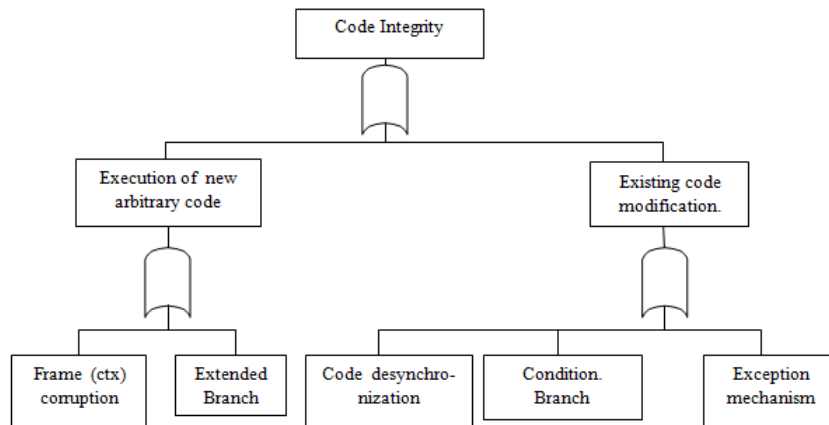 Code Integrity
Execution of new
arbitrary code
Existing code
modification.
Frame (ctx)
corruption
Extended
Branch
Code desynchro-
nization
Condition.
Branch
Exception
mechanism